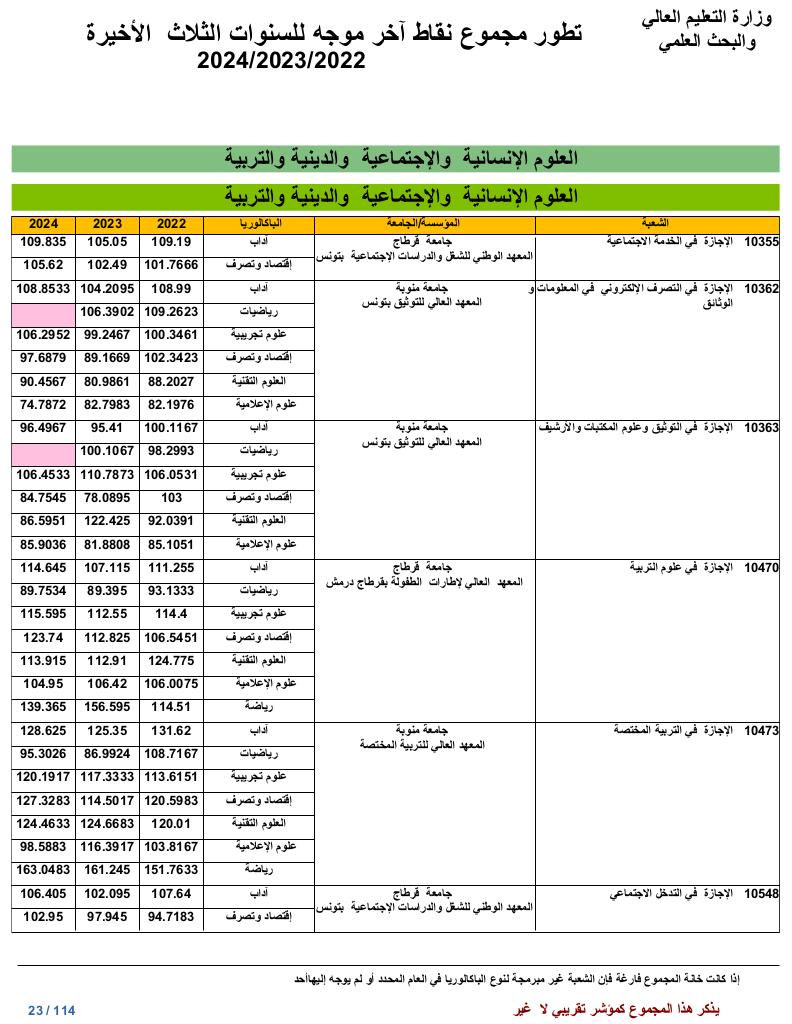 وزارة التعليم العالي
والبحث العلمي
تطور مجموع نقاط آخر موجه للسنوات الثلاث الأخيرة
2024/2023/2022
العلوم الإنسانية والإجتماعية والدينية والتربية
العلوم الإنسانية والإجتماعية والدينية والتربية
الشعبة المؤسسة/الجامعة الباكالوريا 2022 2023 2024
10355 الإجازة في الخدمة الاجتماعية جامعة قرطاج آداب 109.19 105.05 109.835
المعهد الوطني للشغل والدراسات الإجتماعية بتونس إقتصاد وتصرف 101.7666 102.49 105.62
10362 الإجازة في التصرف الإلكتروني في المعلومات و جامعة منوبة آداب 108.99 104.2095 108.8533
الوثائق المعهد العالي للتوثيق بتونس رياضيات 109.2623 106.3902
علوم تجريبية 100.3461 99.2467 106.2952
إقتصاد وتصرف 102.3423 89.1669 97.6879
العلوم التقنية 88.2027 80.9861 90.4567
علوم الإعلامية 82.1976 82.7983 74.7872
10363 الإجازة في التوثيق وعلوم المكتبات والأرشيف جامعة منوبة آداب 100.1167 95.41 96.4967
المعهد العالي للتوثيق بتونس رياضيات 98.2993 100.1067
علوم تجريبية 106.0531 110.7873 106.4533
إقتصاد وتصرف 103 78.0895 84.7545
العلوم التقنية 92.0391 122.425 86.5951
علوم الإعلامية 85.1051 81.8808 85.9036
10470 الإجازة في علوم التربية جامعة قرطاج آداب 111.255 107.115 114.645
المعهد العالي لإطارات الطفولة بقرطاج درمش رياضيات 93.1333 89.395 89.7534
علوم تجريبية 114.4 112.55 115.595
إقتصاد وتصرف 106.5451 112.825 123.74
العلوم التقنية 124.775 112.91 113.915
علوم الإعلامية 106.0075 106.42 104.95
رياضة 114.51 156.595 139.365
10473 الإجازة في التربية المختصة جامعة منوبة آداب 131.62 125.35 128.625
المعهد العالي للتربية المختصة رياضيات 108.7167 86.9924 95.3026
علوم تجريبية 113.6151 117.3333 120.1917
إقتصاد وتصرف 120.5983 114.5017 127.3283
العلوم التقنية 120.01 124.6683 124.4633
علوم الإعلامية 103.8167 116.3917 98.5883
رياضة 151.7633 161.245 163.0483
10548 الإجازة في التدخل الاجتماعي جامعة قرطاج آداب 107.64 102.095 106.405
المعهد الوطني للشغل والدراسات الإجتماعية بتونس إقتصاد وتصرف 94.7183 97.945 102.95
إذا كانت خانة المجموع فارغة فإن الشعبة غير مبرمجة لنوع الباكالوريا في العام المحدد أو لم يوجه إليهاأحد
يذكر هذا المجموع كمؤشر تقريبي لا غير
23 / 114